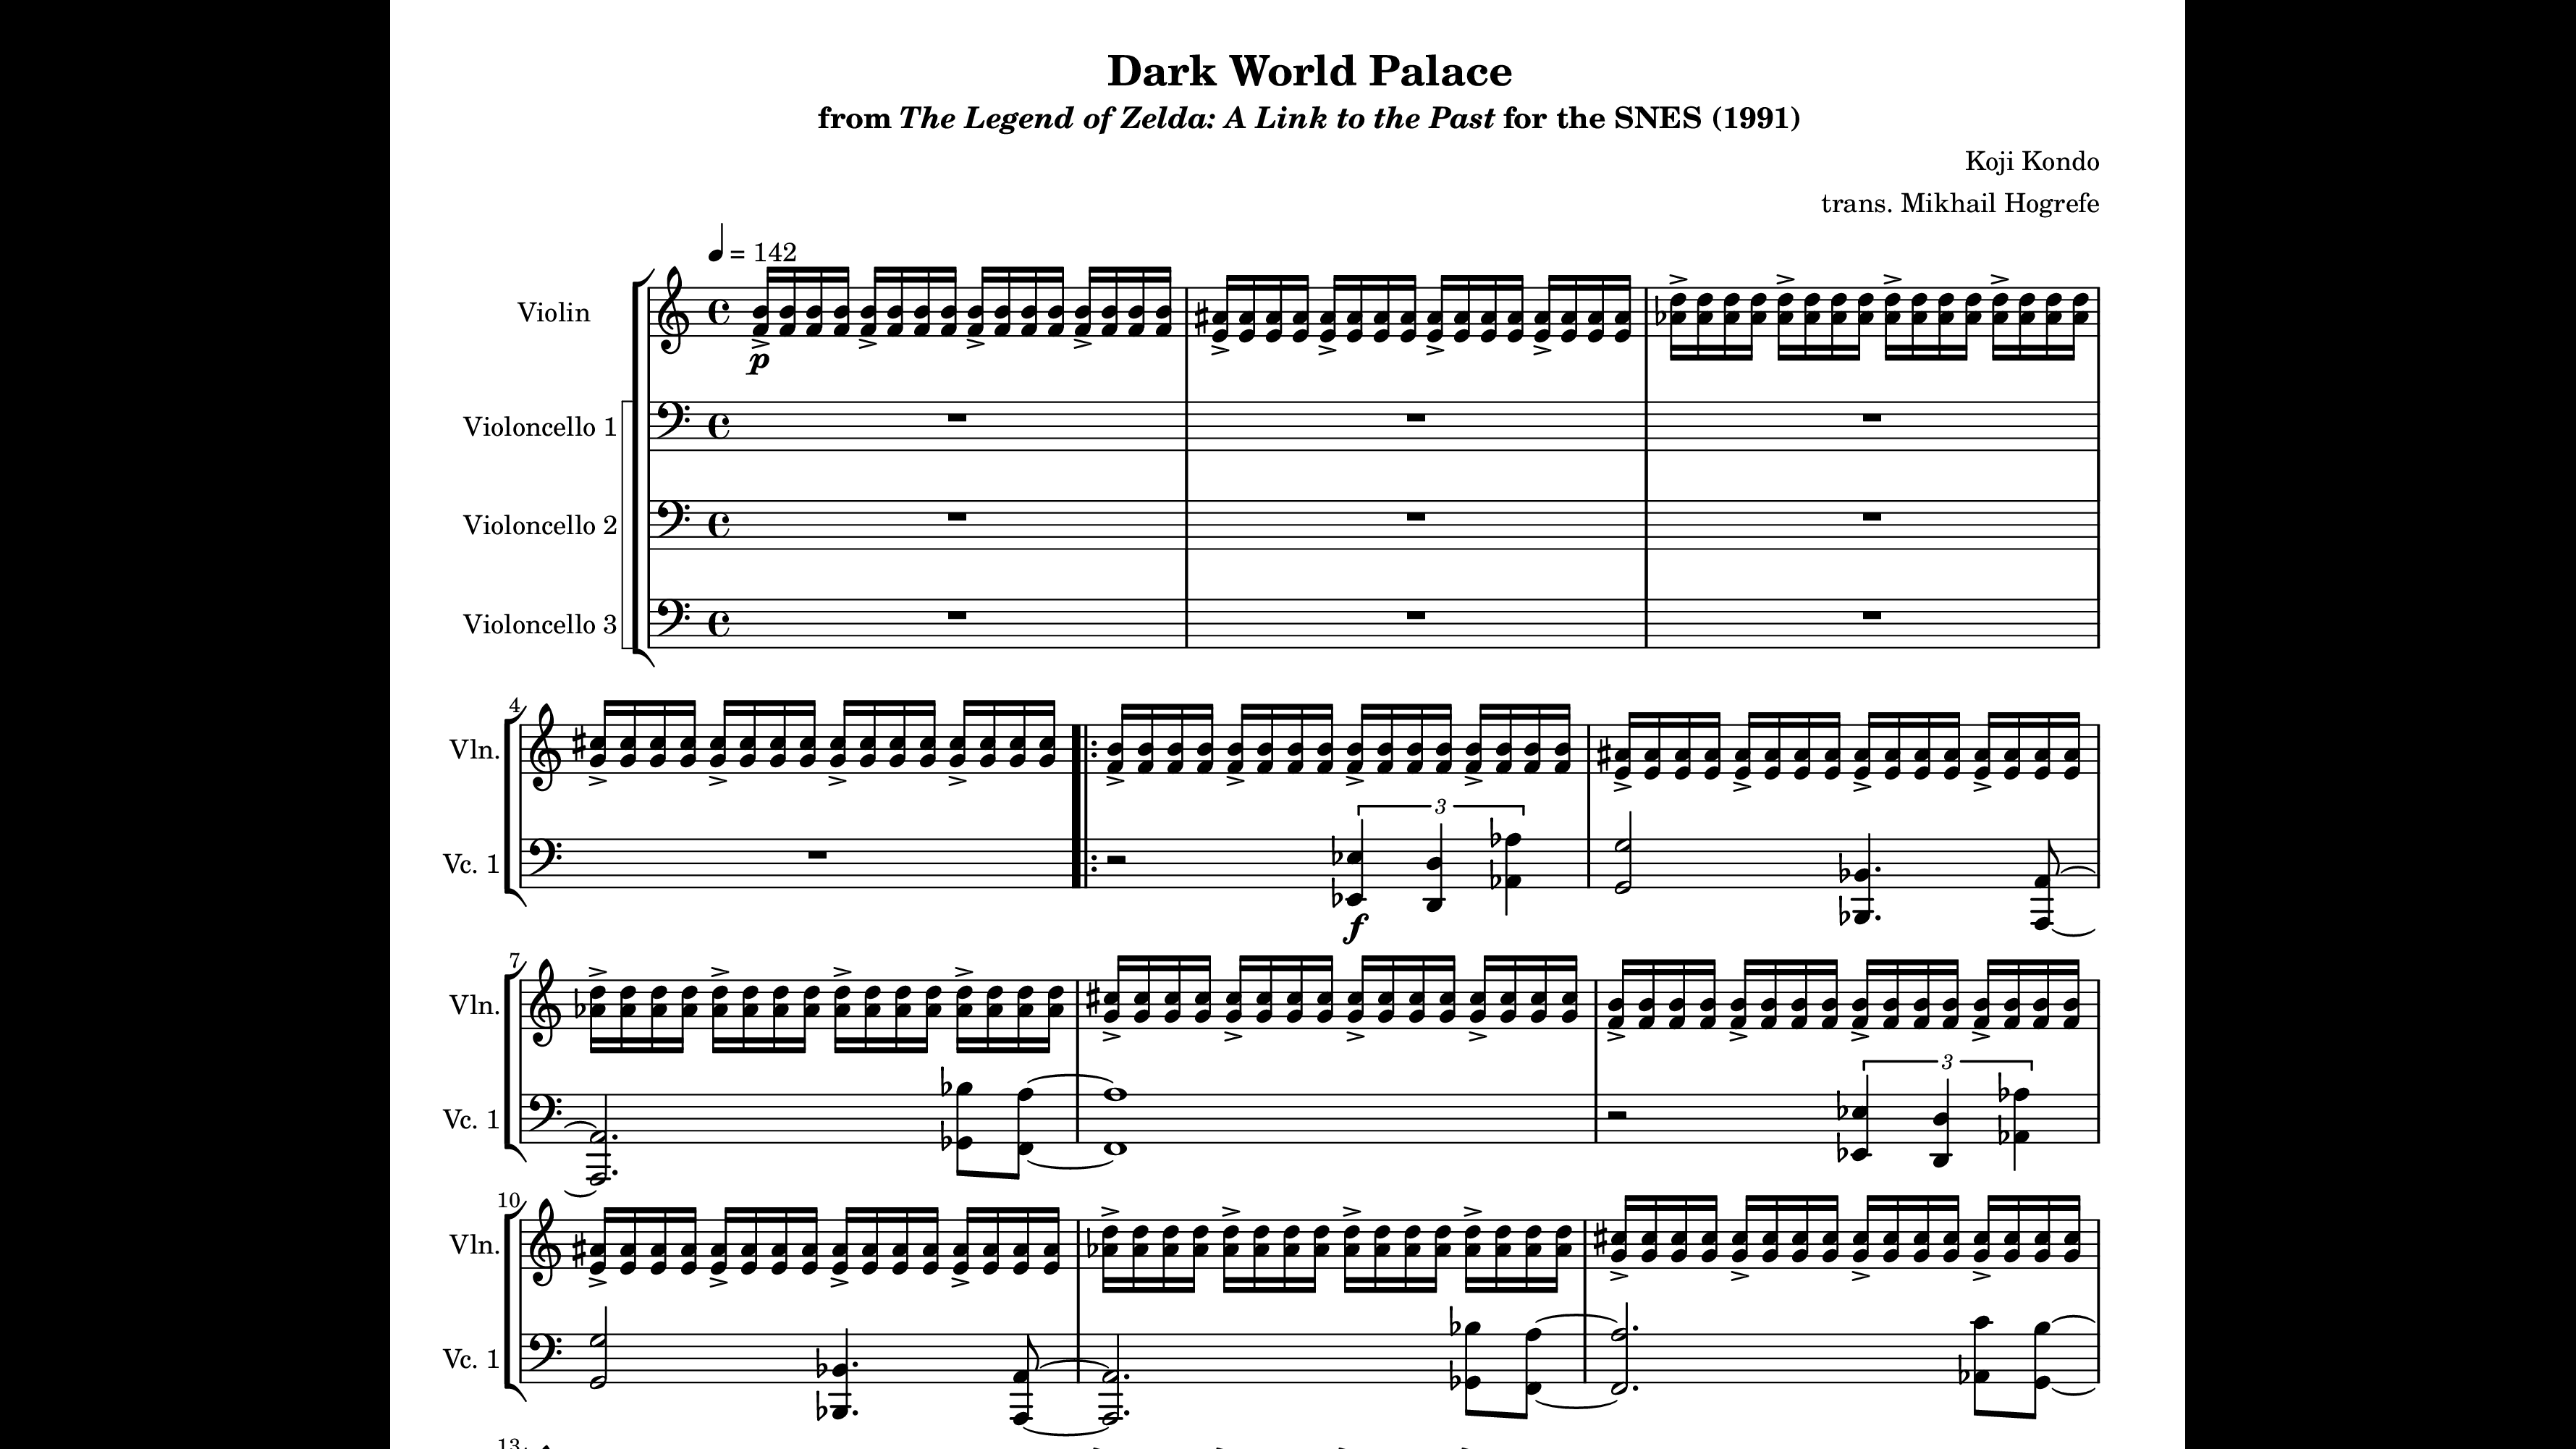 Dark World Palace
from The Legend of Zelda: A Link to the Past for the SNES (1991)
Koji Kondo
trans. Mikhail Hogrefe
= 142
Violin
p
Violoncello 1
Violoncello 2
Violoncello 3
4
Vln.
3
Vc. 1
f
7
Vln.
3
Vc. 1
10
Vln.
Vc. 1
13